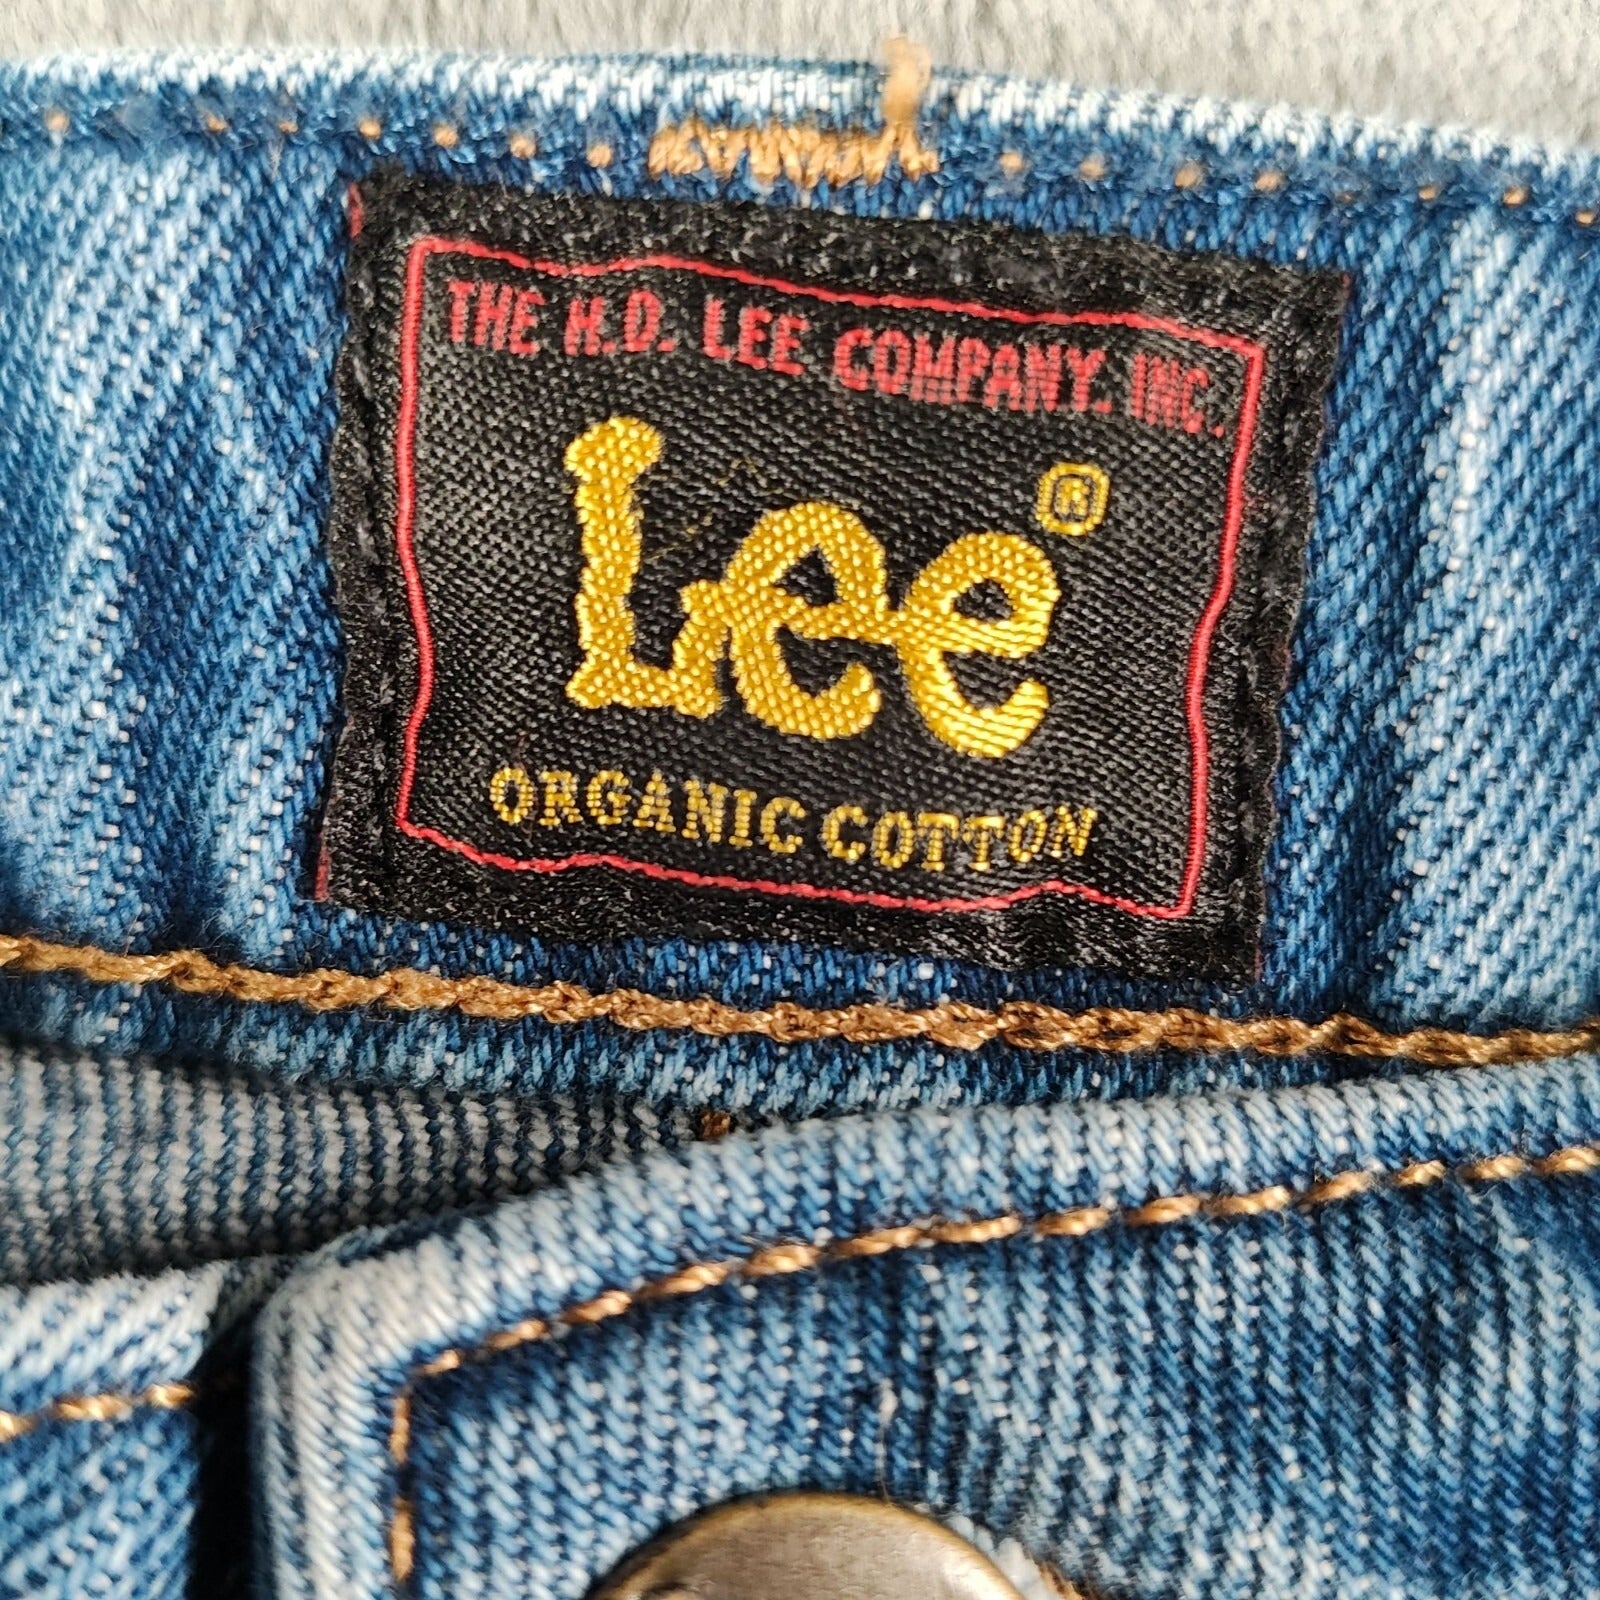 THE H.D. LEE COMPANY. INC.
Lee®
ORGANIC COTTON